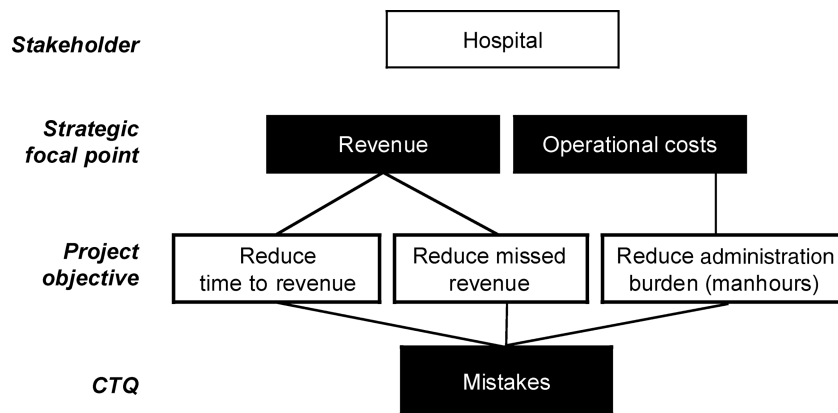 Stakeholder
Hospital
Strategic
focal point
Revenue
Operational costs
Project
objective
Reduce
time to revenue
Reduce missed
revenue
Reduce administration
burden (manhours)
CTQ
Mistakes